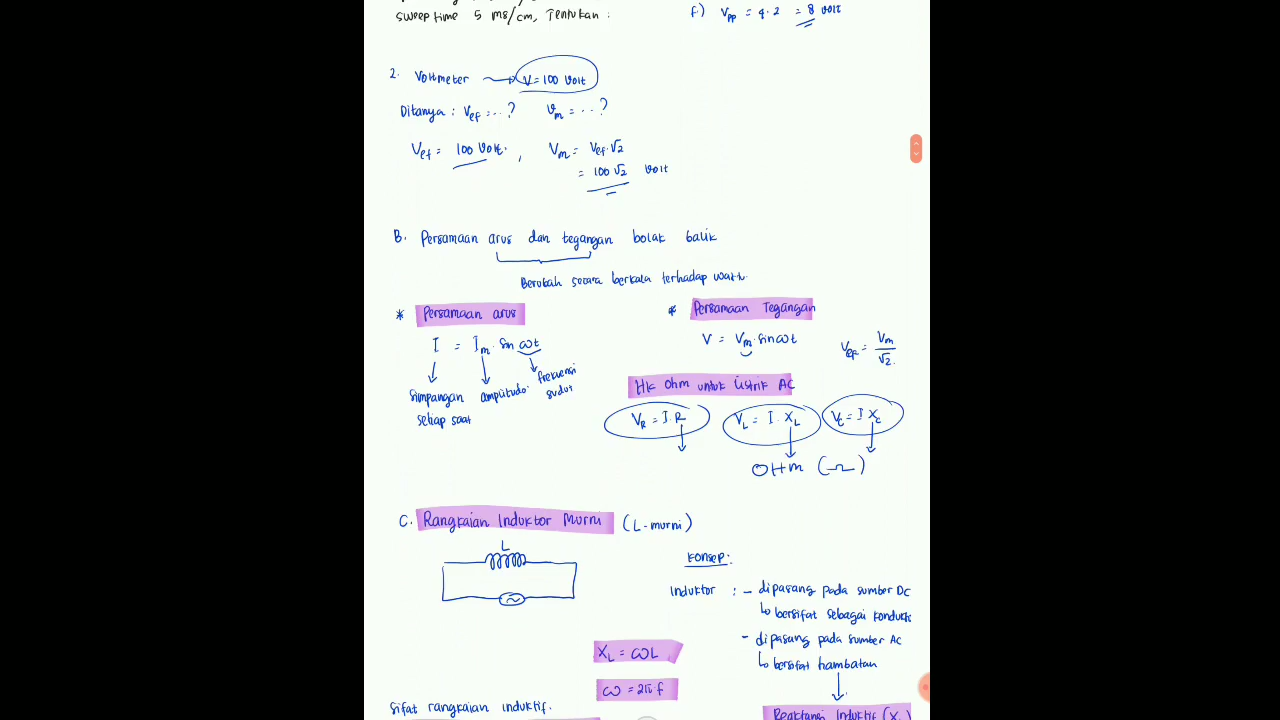 sweep time 5 ms/cm, Tentukan :
f) Vpp = 4 . 2 = 8 volt
2. Voltmeter → V = 100 Volt
Ditanya : Vef = ... ? Vm = ... ?
Vef = 100 volt. , Vm = Vef . √2
= 100 √2 volt
B. Persamaan arus dan tegangan bolak balik
Berubah secara berkala terhadap waktu.
* Persamaan arus
I = Im . sin ωt
simpangan setiap saat
amplitudo.
frekuensi sudut
* Persamaan Tegangan
V = Vm . sin ωt
Vef = Vm/√2.
Hk Ohm untuk Listrik AC
VR = I . R VL = I . XL VC = I XC
OHm (Ω)
C. Rangkaian Induktor Murni (L - murni)
L
Konsep :
Induktor : - dipasang pada sumber DC
↳ bersifat sebagai konduktor
- dipasang pada sumber AC
↳ bersifat hambatan
XL = ωL
ω = 2π f
Sifat rangkaian induktif.
Reaktansi Induktif (XL)